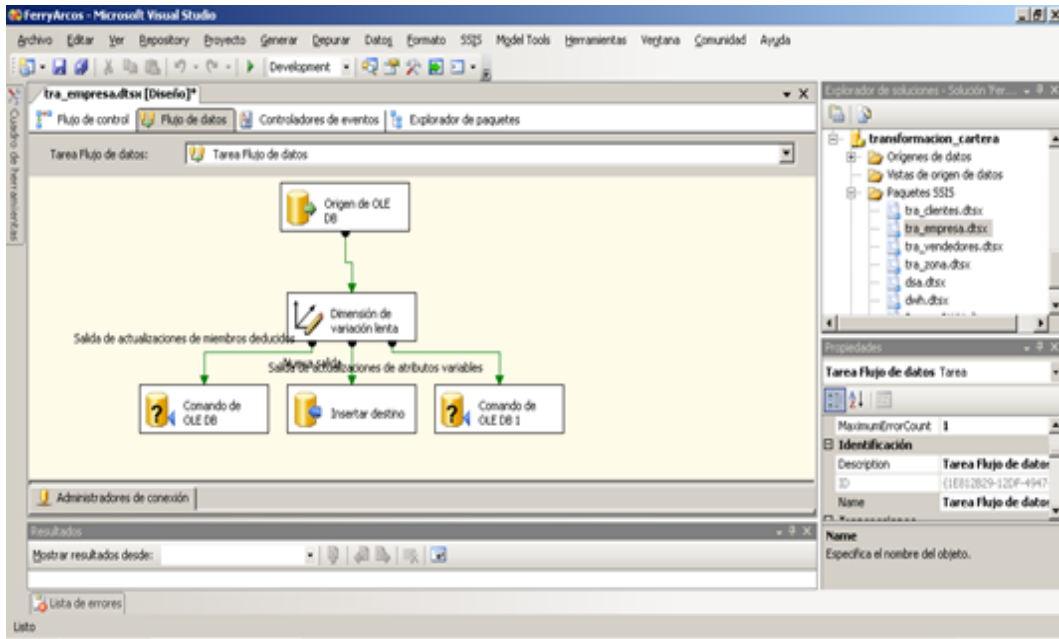 FerryArcos - Microsoft Visual Studio
Archivo Editar Ver Repository Proyecto Generar Depurar Datos Formato SSIS Model Tools Herramientas Ventana Comunidad Ayuda
Development
Cuadro de herramientas
tra_empresa.dtsx [Diseño]*
Flujo de control Flujo de datos Controladores de eventos Explorador de paquetes
Tarea Flujo de datos: Tarea Flujo de datos
Origen de OLE
DB
Dimensión de
variación lenta
Salida de actualizaciones de miembros deducidos
Nueva salida
Salida de actualizaciones de atributos variables
Comando de
OLE DB
Insertar destino
Comando de
OLE DB 1
Administradores de conexión
Resultados
Mostrar resultados desde:
Lista de errores
Listo
Explorador de soluciones - Solución 'Fer...
transformacion_cartera
Orígenes de datos
Vistas de origen de datos
Paquetes SSIS
tra_clientes.dtsx
tra_empresa.dtsx
tra_vendedores.dtsx
tra_zona.dtsx
dsa.dtsx
dwh.dtsx
Propiedades
Tarea Flujo de datos Tarea
MaximumErrorCount 1
Identificación
Description Tarea Flujo de datos
ID {1E812B29-12DF-4947-
Name Tarea Flujo de datos
Name
Especifica el nombre del objeto.